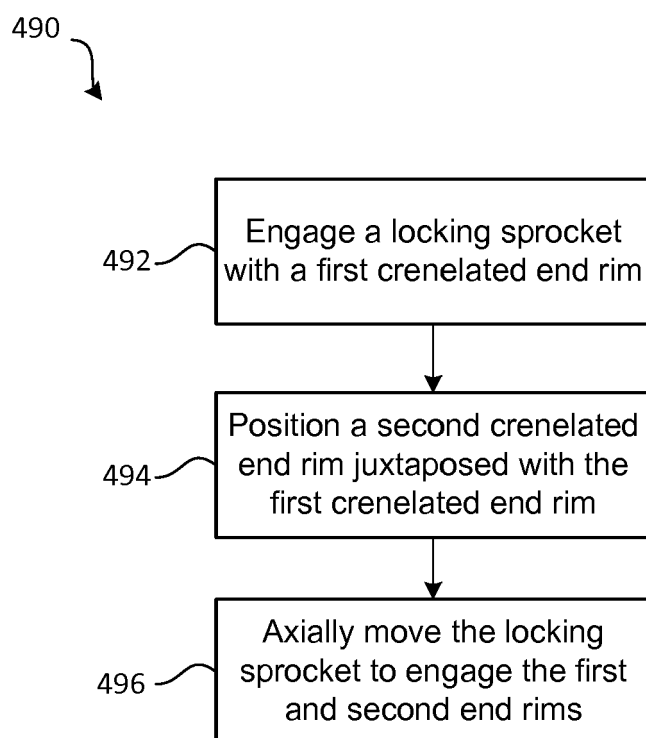 490
492
Engage a locking sprocket
with a first crenelated end rim
494
Position a second crenelated
end rim juxtaposed with the
first crenelated end rim
496
Axially move the locking
sprocket to engage the first
and second end rims